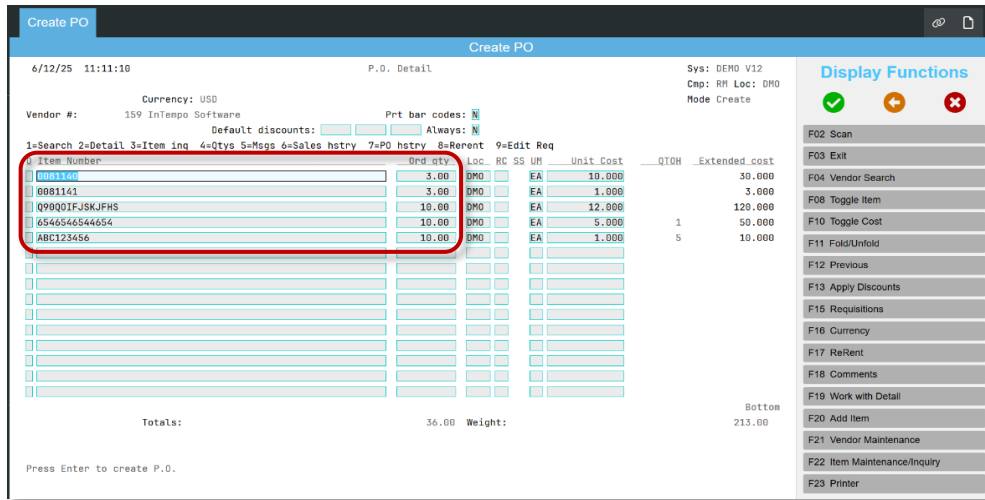 Create PO
Create PO
6/12/25 11:11:10 P.O. Detail Sys: DEMO V12
Cmp: RM Loc: DMO
Currency: USD Mode Create
Vendor #: 159 InTempo Software Prt bar codes: N
Default discounts: Always: N
1=Search 2=Detail 3=Item inq 4=Qtys 5=Msgs 6=Sales hstry 7=PO hstry 8=Rerent 9=Edit Req
O Item Number Ord qty Loc RC SS UM Unit Cost QTOH Extended cost
0081140 3.00 DMO EA 10.000 30.000
0081141 3.00 DMO EA 1.000 3.000
Q90QOIFJSKJFHS 10.00 DMO EA 12.000 120.000
6546546544654 10.00 DMO EA 5.000 1 50.000
ABC123456 10.00 DMO EA 1.000 5 10.000
Bottom
Totals: 36.00 Weight: 213.00
Press Enter to create P.O.
Display Functions
F02 Scan
F03 Exit
F04 Vendor Search
F08 Toggle Item
F10 Toggle Cost
F11 Fold/Unfold
F12 Previous
F13 Apply Discounts
F15 Requisitions
F16 Currency
F17 ReRent
F18 Comments
F19 Work with Detail
F20 Add Item
F21 Vendor Maintenance
F22 Item Maintenance/Inquiry
F23 Printer